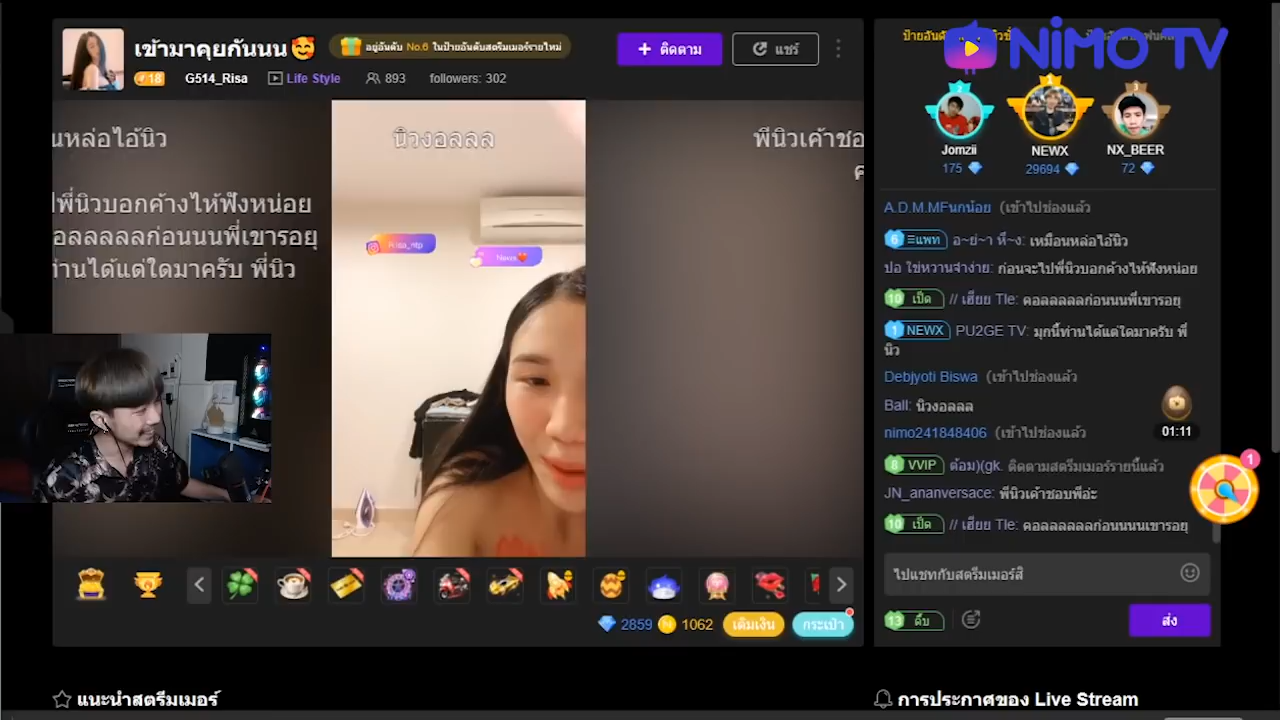 เข้ามาคุยกันนน🥰
อยู่อันดับ No.6 ในป้ายอันดับสตรีมเมอร์รายใหม่
+ ติดตาม
แชร์
18
G514_Risa
Life Style
893
followers: 302
NIMO TV
2
1
3
Jomzii
NEWX
NX_BEER
175
29694
72
นหล่อไอ้นิว
นิวงอลลล
พี่นิวเค้าชอ
พี่นิวบอกค้างไห้ฟังหน่อย
อลลลลลก่อนนนพี่เขารอยุ
ท่านได้แต่ใดมาครับ พี่นิว
Newx❤
A.D.M.MFนกน้อย (เข้าไปช่องแล้ว
6 ☰แพท อ~ย่~า หื~ง: เหมือนหล่อไอ้นิว
ปอ ใข่หวานจำง่าย: ก่อนจะไปพี่นิวบอกค้างไห้ฟังหน่อย
10 เป็ด // เฮียย Tle: คอลลลลลก่อนนนพี่เขารอยุ
1 NEWX PU2GE TV: มุกนี้ท่านได้แต่ใดมาครับ พี่
นิว
Debjyoti Biswa (เข้าไปช่องแล้ว
Ball: นิวงอลลล
nimo241848406 (เข้าไปช่องแล้ว
01:11
8 VVIP ต้อม)(gk. ติดตามสตรีมเมอร์รายนี้แล้ว
1
JN_ananversace: พี่นิวเค้าชอบพี่อ่ะ
10 เป็ด // เฮียย Tle: คอลลลลลลก่อนนนนเขารอยุ
ไปแชทกับสตรีมเมอร์สิ
2859
1062
เติมเงิน
กระเป๋า
13 ดึ๊บ
ส่ง
แนะนำสตรีมเมอร์
การประกาศของ Live Stream